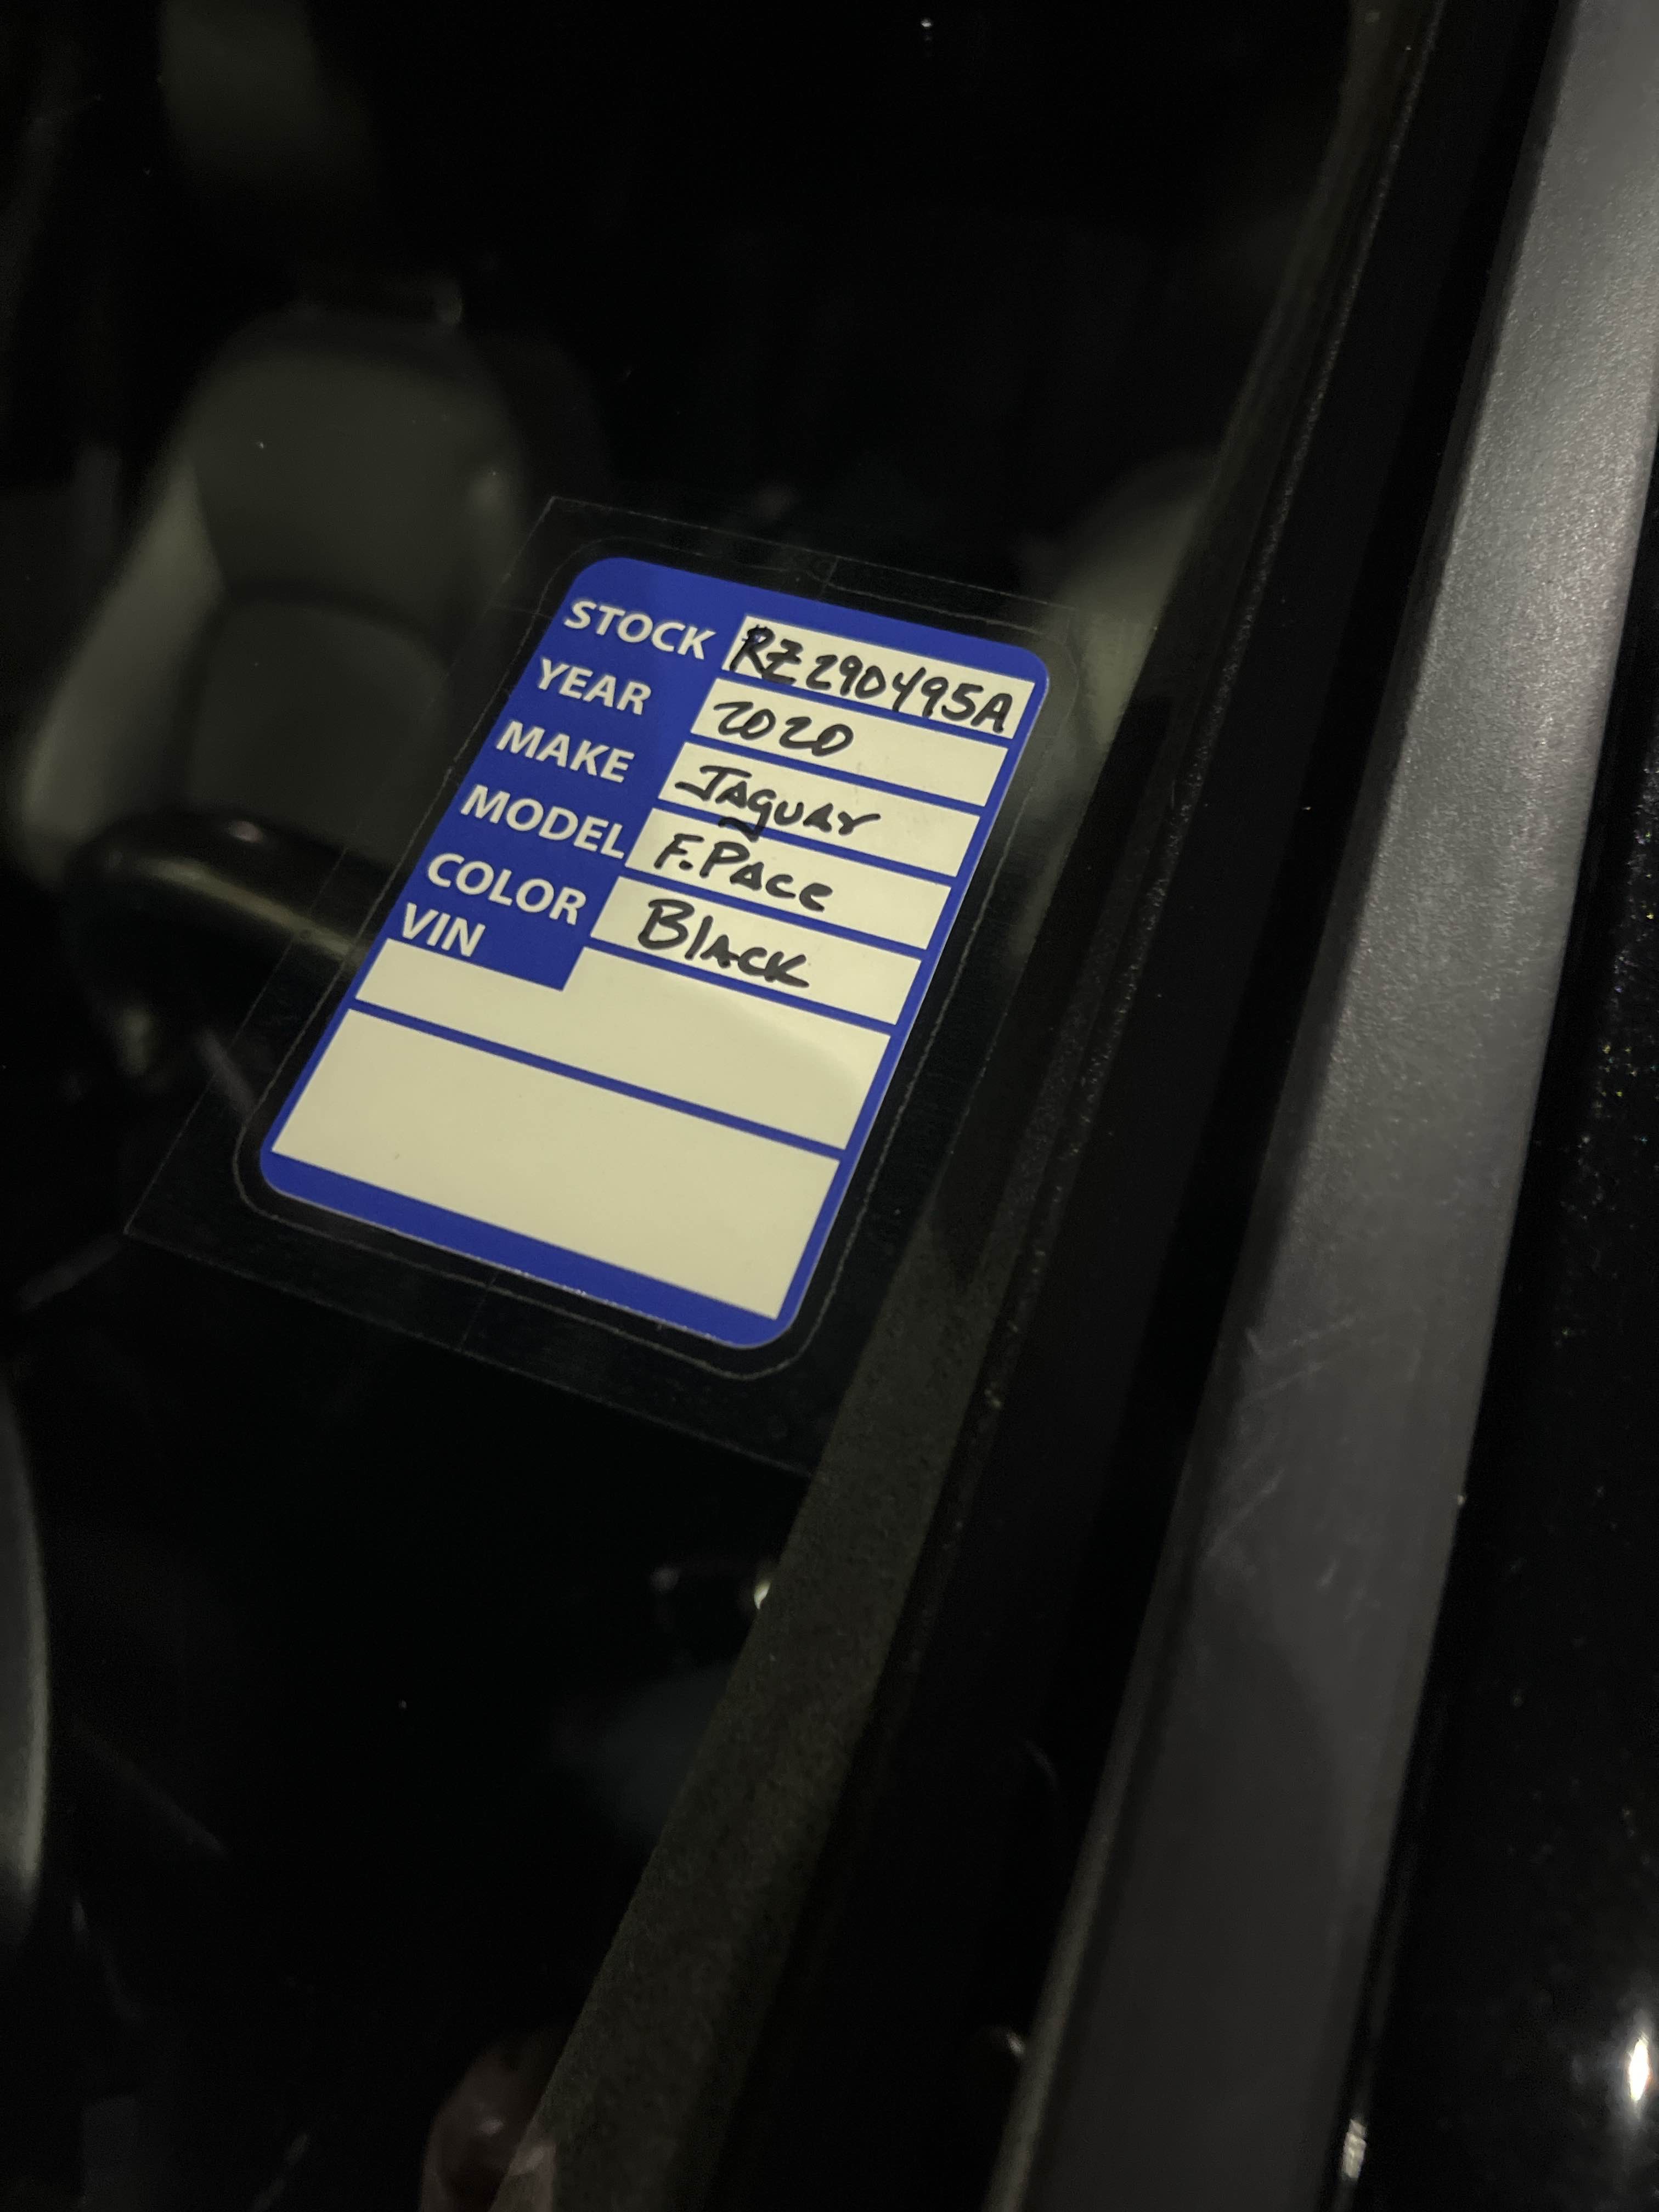 STOCK RZ290495A
YEAR 2020
MAKE JAguAr
MODEL F.PAce
COLOR BlAcK
VIN